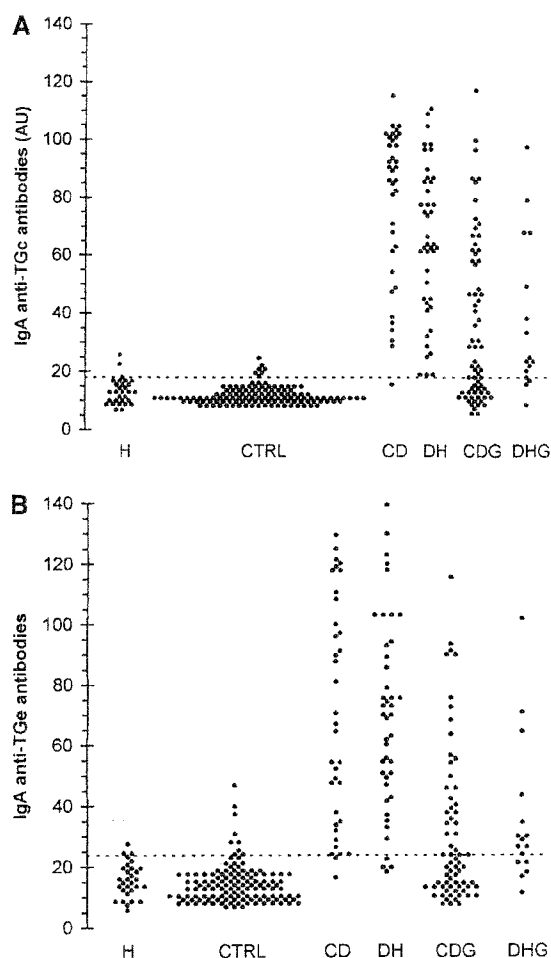 A
IgA anti-TGc antibodies (AU)
140
120
100
80
60
40
20
0
H CTRL CD DH CDG DHG
B
IgA anti-TGe antibodies
140
120
100
80
60
40
20
0
H CTRL CD DH CDG DHG